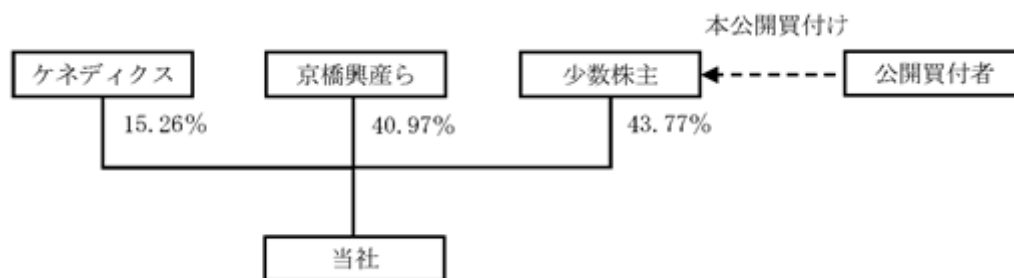 本公開買付け
ケネディクス
京橋興産ら
少数株主
公開買付者
15.26%
40.97%
43.77%
当社